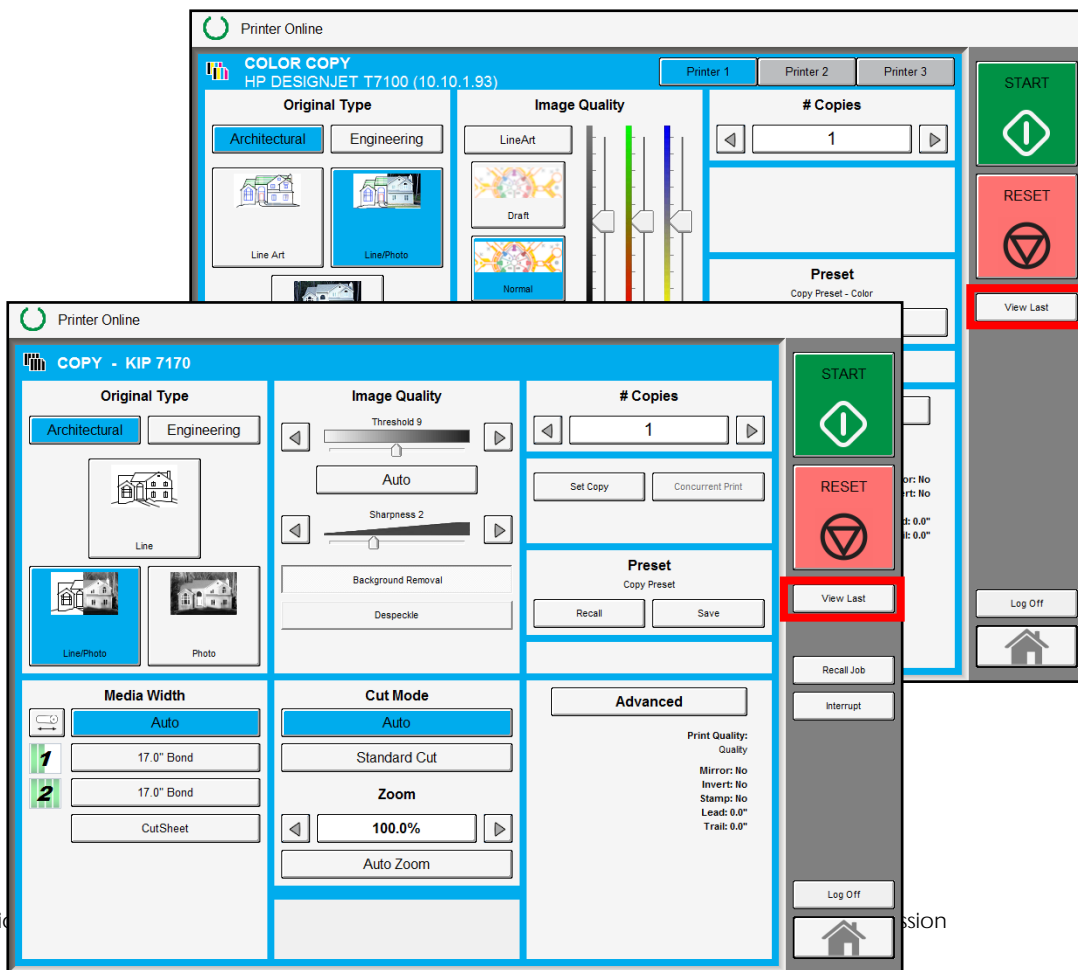 Printer Online
COLOR COPY
HP DESIGNJET T7100 (10.10.1.93)
Printer 1
Printer 2
Printer 3
Original Type
Architectural
Engineering
Line Art
Line/Photo
Image Quality
LineArt
Draft
Normal
# Copies
1
Preset
Copy Preset - Color
START
RESET
View Last
Log Off
Printer Online
COPY - KIP 7170
Original Type
Architectural
Engineering
Line
Line/Photo
Photo
Image Quality
Threshold 9
Auto
Sharpness 2
Background Removal
Despeckle
# Copies
1
Set Copy
Concurrent Print
Preset
Copy Preset
Recall
Save
Media Width
Auto
1
17.0" Bond
2
17.0" Bond
CutSheet
Cut Mode
Auto
Standard Cut
Zoom
100.0%
Auto Zoom
Advanced
Print Quality:
Quality
Mirror: No
Invert: No
Stamp: No
Lead: 0.0"
Trail: 0.0"
START
RESET
View Last
Recall Job
Interrupt
Log Off